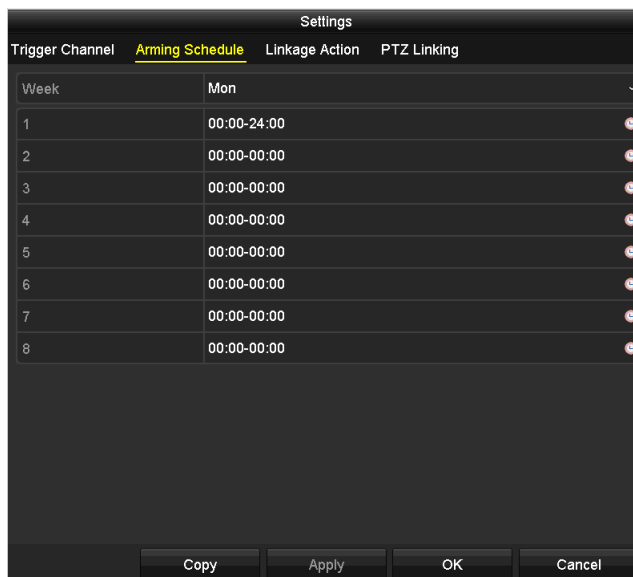 Settings
Trigger Channel Arming Schedule Linkage Action PTZ Linking
Week Mon
1 00:00-24:00
2 00:00-00:00
3 00:00-00:00
4 00:00-00:00
5 00:00-00:00
6 00:00-00:00
7 00:00-00:00
8 00:00-00:00
Copy Apply OK Cancel